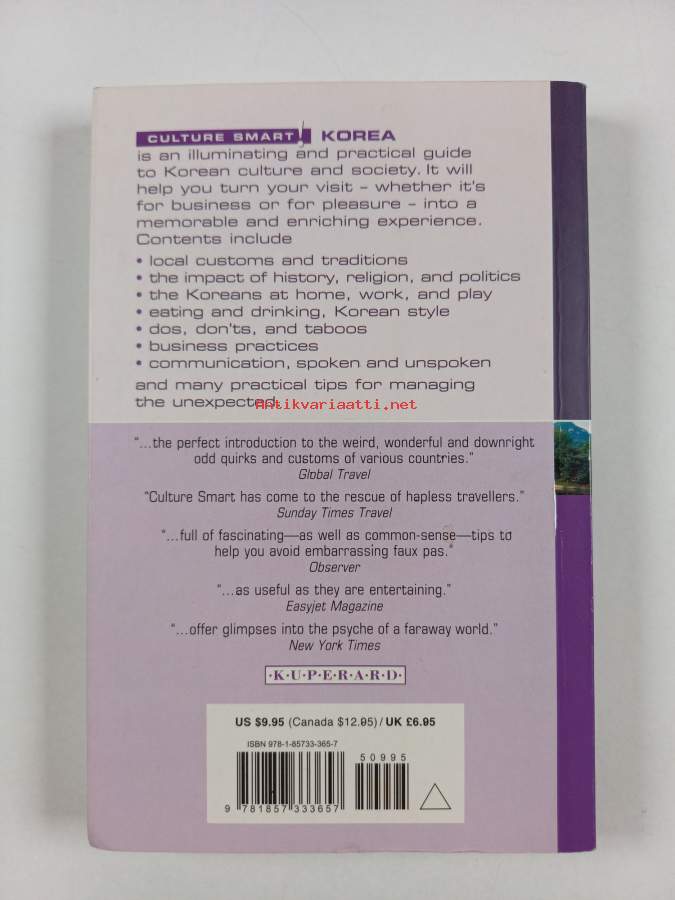 CULTURE SMART! KOREA
is an illuminating and practical guide
to Korean culture and society. It will
help you turn your visit – whether it's
for business or for pleasure – into a
memorable and enriching experience.
Contents include
• local customs and traditions
• the impact of history, religion, and politics
• the Koreans at home, work, and play
• eating and drinking, Korean style
• dos, don'ts, and taboos
• business practices
• communication, spoken and unspoken
and many practical tips for managing
the unexpected.
Antikvariaatti.net
"...the perfect introduction to the weird, wonderful and downright
odd quirks and customs of various countries."
Global Travel
"Culture Smart has come to the rescue of hapless travellers."
Sunday Times Travel
"...full of fascinating—as well as common-sense—tips to
help you avoid embarrassing faux pas."
Observer
"...as useful as they are entertaining."
Easyjet Magazine
"...offer glimpses into the psyche of a faraway world."
New York Times
·K·U·P·E·R·A·R·D·
US $9.95 (Canada $12.95) / UK £6.95
ISBN 978-1-85733-365-7
50995
9 781857 333657